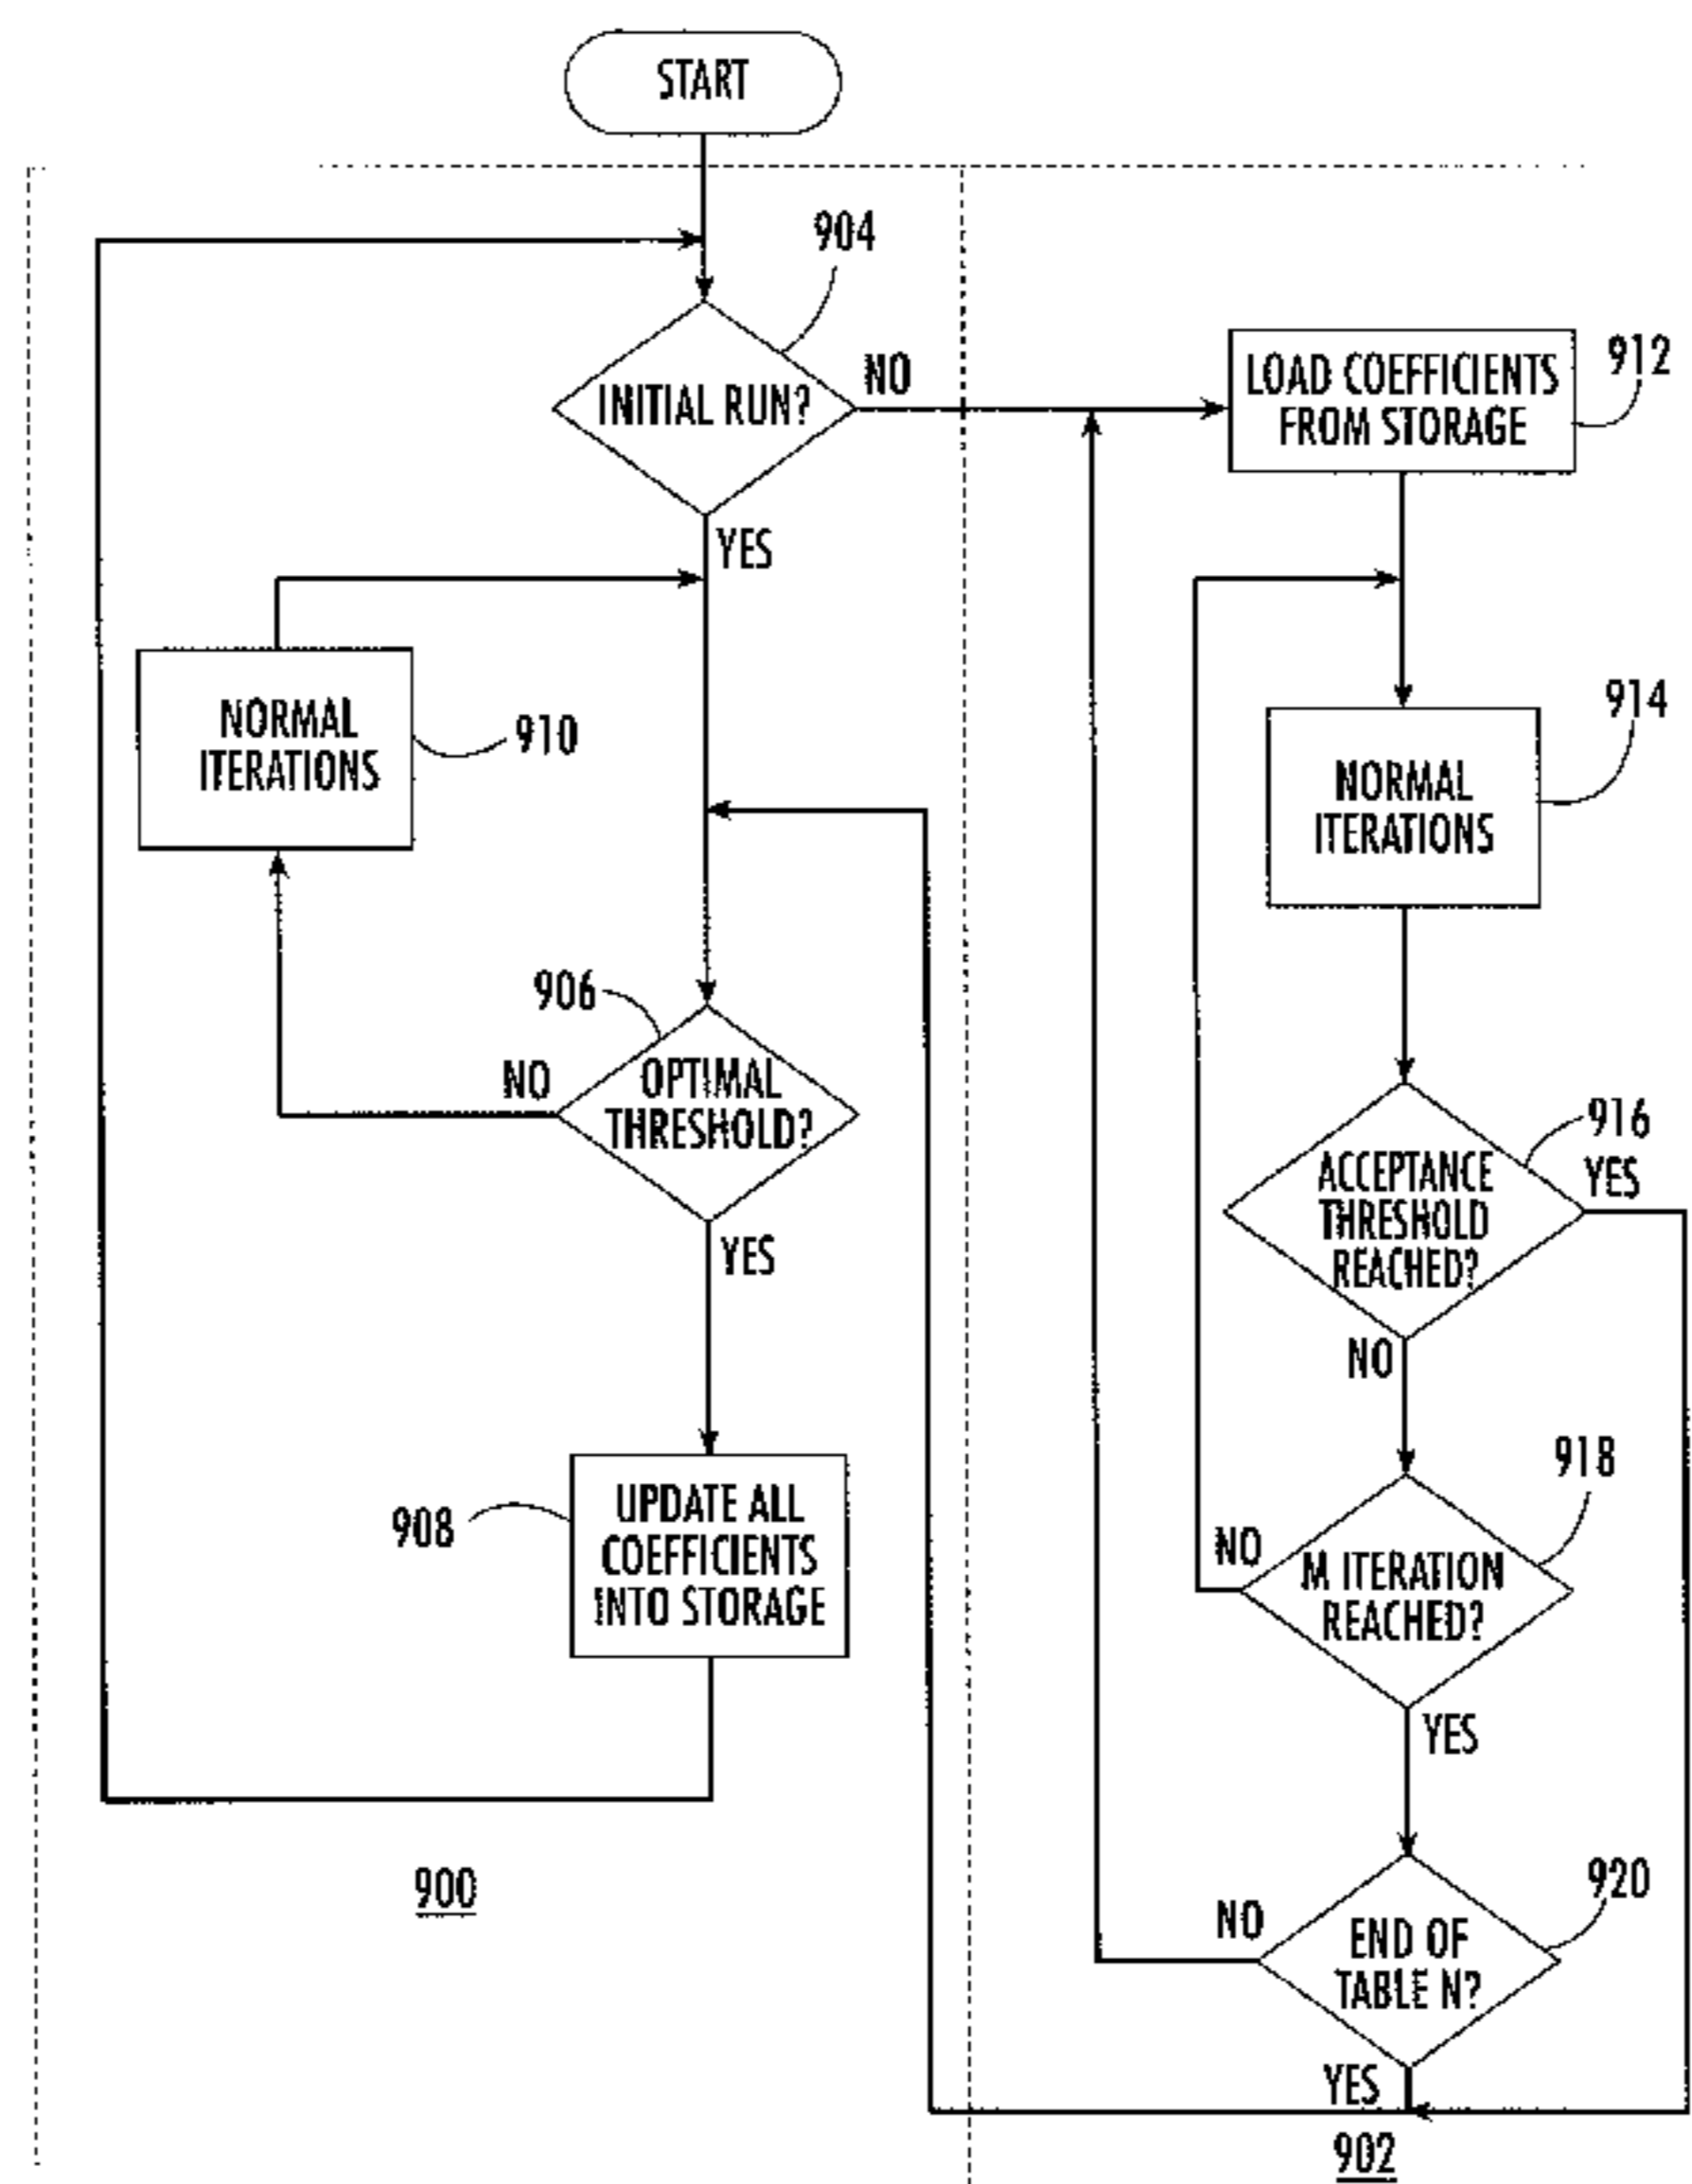 START
904
INITIAL RUN?
NO
YES
LOAD COEFFICIENTS
FROM STORAGE
912
NORMAL
ITERATIONS
910
NORMAL
ITERATIONS
914
906
OPTIMAL
THRESHOLD?
NO
YES
ACCEPTANCE
THRESHOLD
REACHED?
916
YES
NO
908
UPDATE ALL
COEFFICIENTS
INTO STORAGE
M ITERATION
REACHED?
918
NO
YES
900
END OF
TABLE N?
920
NO
YES
902